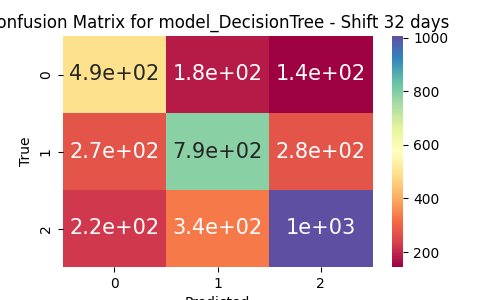 onfusion Matrix for model_DecisionTree - Shift 32 days
0 4.9e+02 1.8e+02 1.4e+02
1 2.7e+02 7.9e+02 2.8e+02
2 2.2e+02 3.4e+02 1e+03
0 1 2
True
Predicted
1000
800
600
400
200